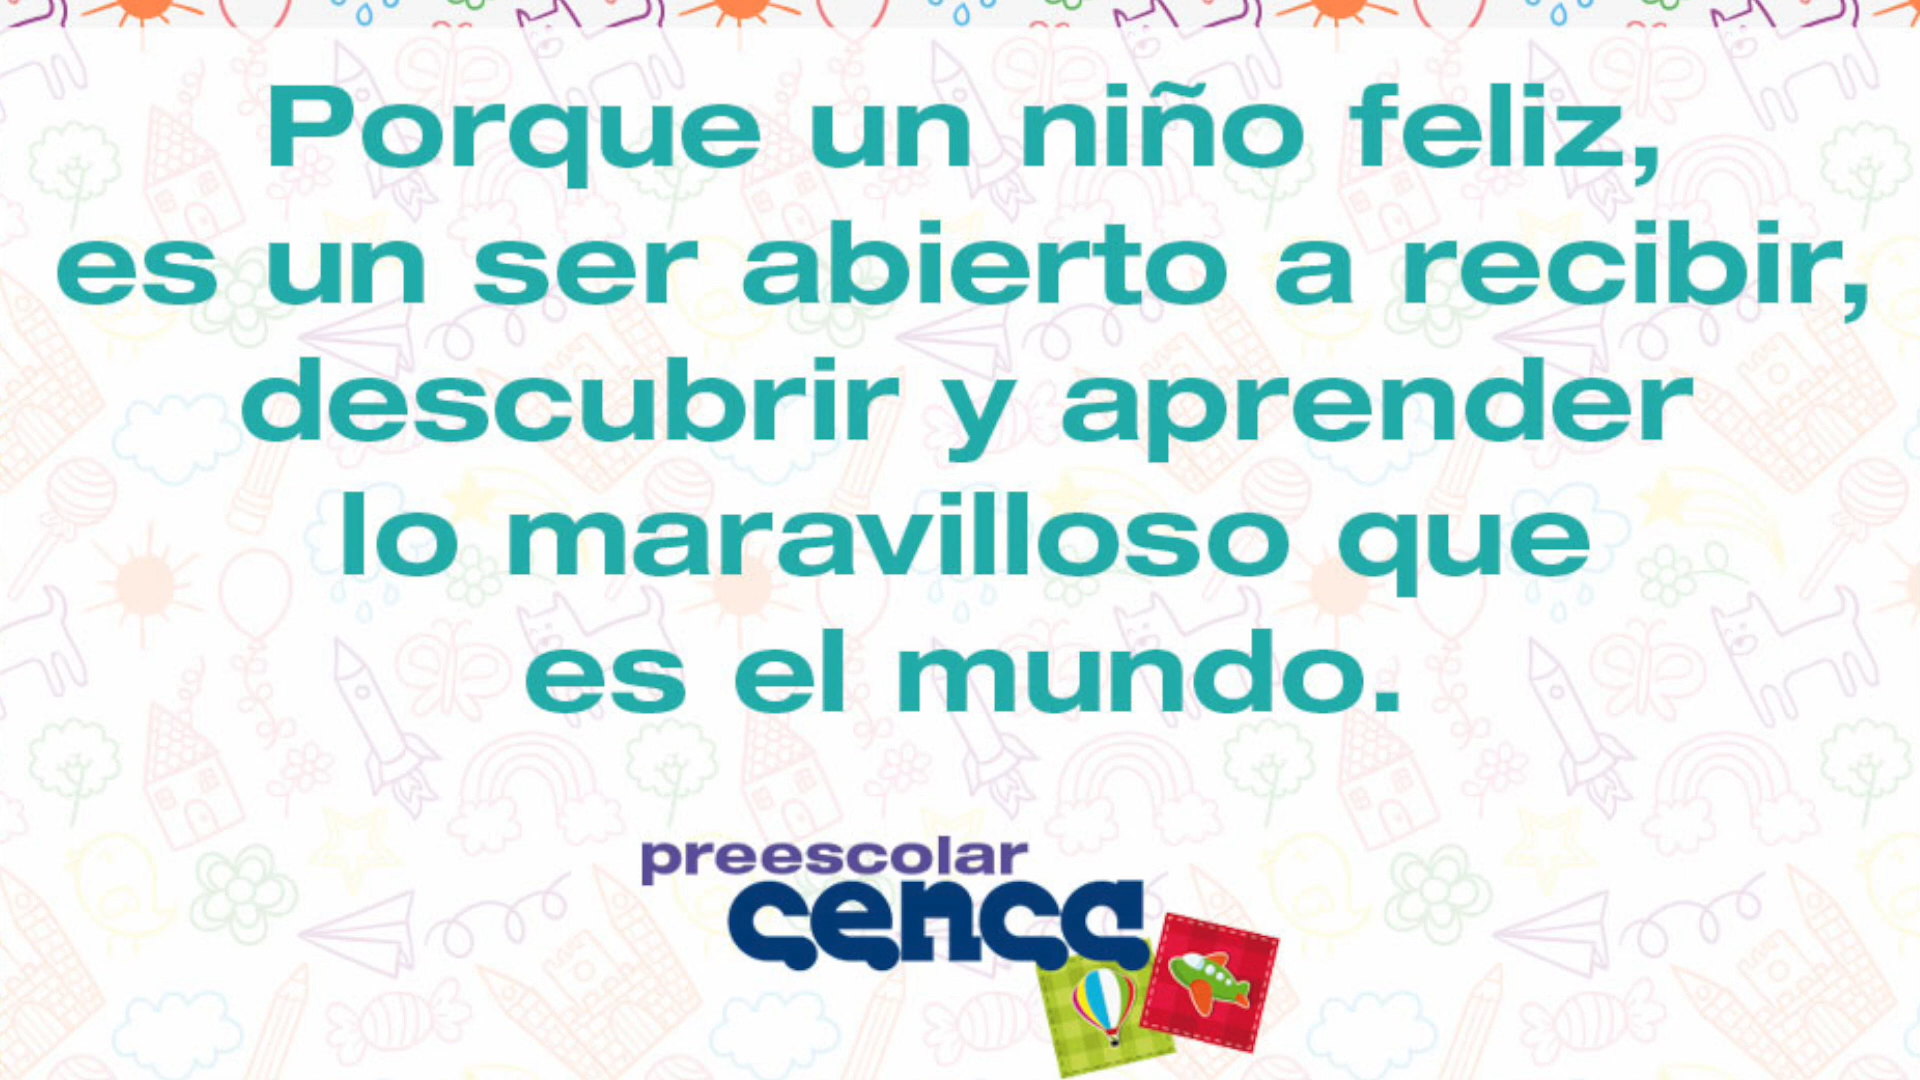 Porque un niño feliz,
es un ser abierto a recibir,
descubrir y aprender
lo maravilloso que
es el mundo.
preescolar
cenca